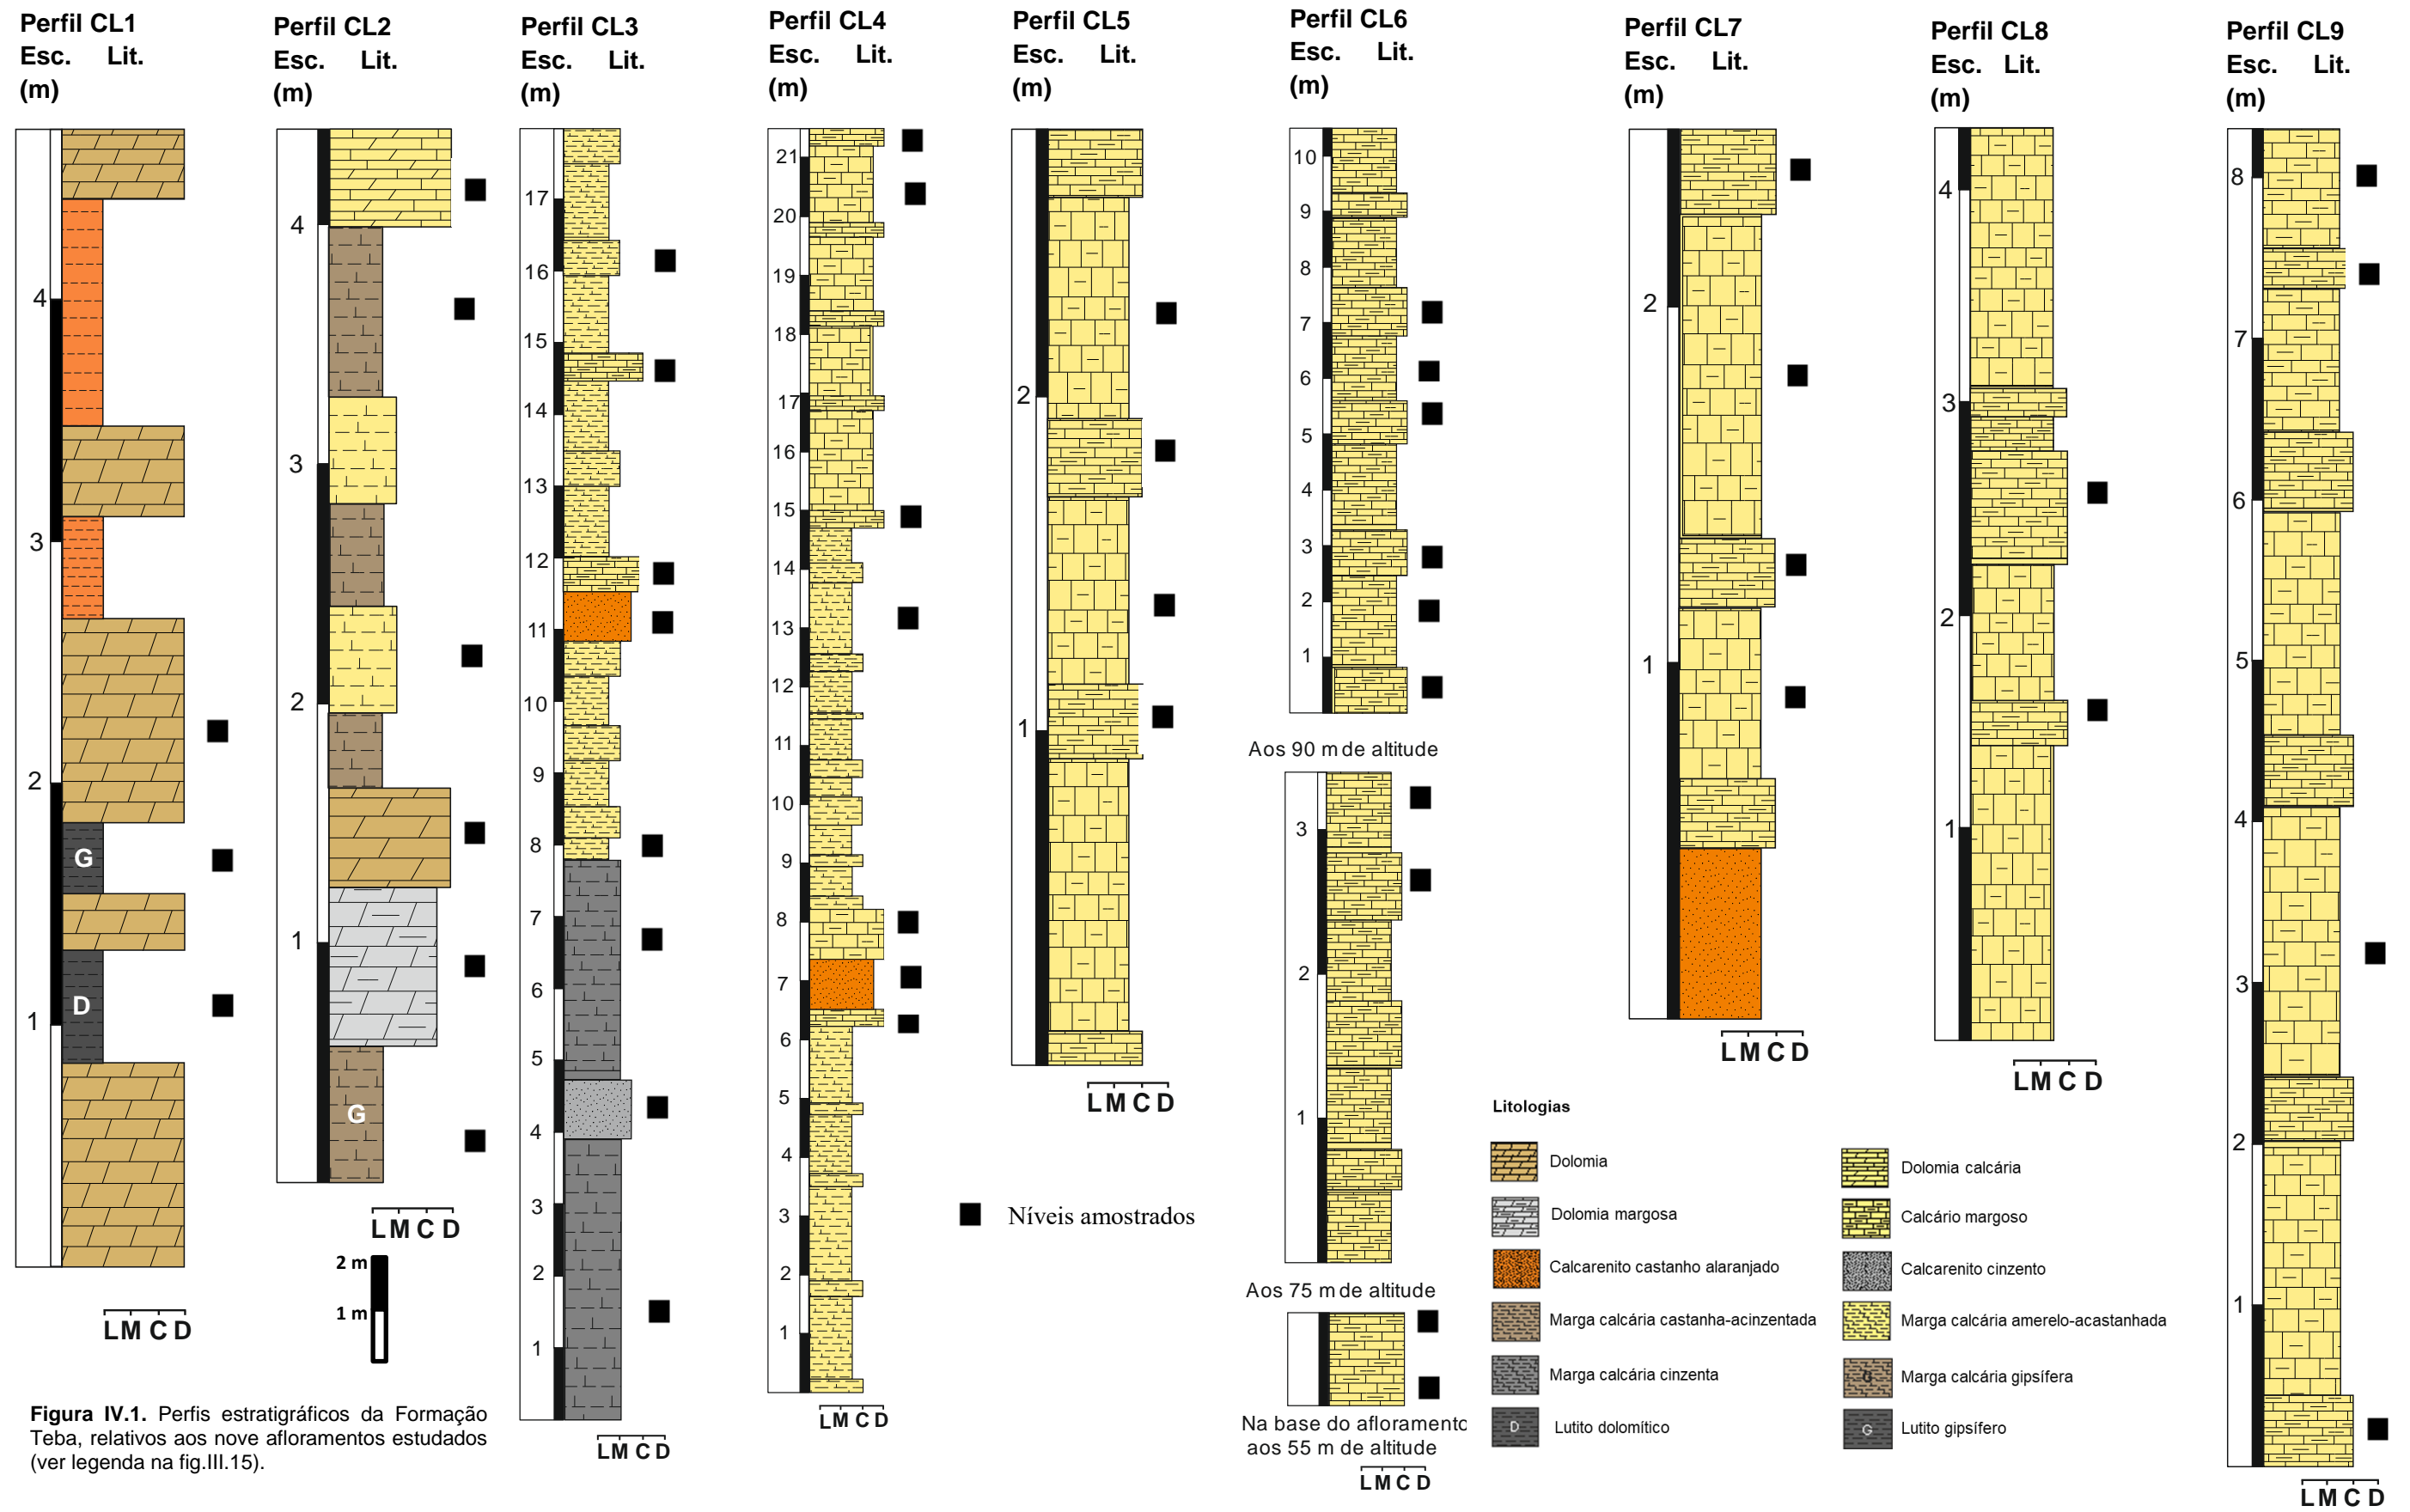 Perfil CL1
Esc. Lit.
(m)
4
3
2
1
G
D
L M C D
Perfil CL2
Esc. Lit.
(m)
4
3
2
1
G
L M C D
2 m
1 m
Perfil CL3
Esc. Lit.
(m)
17
16
15
14
13
12
11
10
9
8
7
6
5
4
3
2
1
L M C D
Perfil CL4
Esc. Lit.
(m)
21
20
19
18
17
16
15
14
13
12
11
10
9
8
7
6
5
4
3
2
1
L M C D
Perfil CL5
Esc. Lit.
(m)
2
1
L M C D
Níveis amostrados
Perfil CL6
Esc. Lit.
(m)
10
9
8
7
6
5
4
3
2
1
Aos 90 m de altitude
3
2
1
Aos 75 m de altitude
Na base do afloramento
aos 55 m de altitude
L M C D
Perfil CL7
Esc. Lit.
(m)
2
1
L M C D
Perfil CL8
Esc. Lit.
(m)
4
3
2
1
L M C D
Perfil CL9
Esc. Lit.
(m)
8
7
6
5
4
3
2
1
L M C D
Litologias
Dolomia
Dolomia margosa
Calcarenito castanho alaranjado
Marga calcária castanha-acinzentada
Marga calcária cinzenta
D
Lutito dolomítico
Dolomia calcária
Calcário margoso
Calcarenito cinzento
Marga calcária amerelo-acastanhada
G
Marga calcária gipsífera
G
Lutito gipsífero
Figura IV.1. Perfis estratigráficos da Formação
Teba, relativos aos nove afloramentos estudados
(ver legenda na fig.III.15).